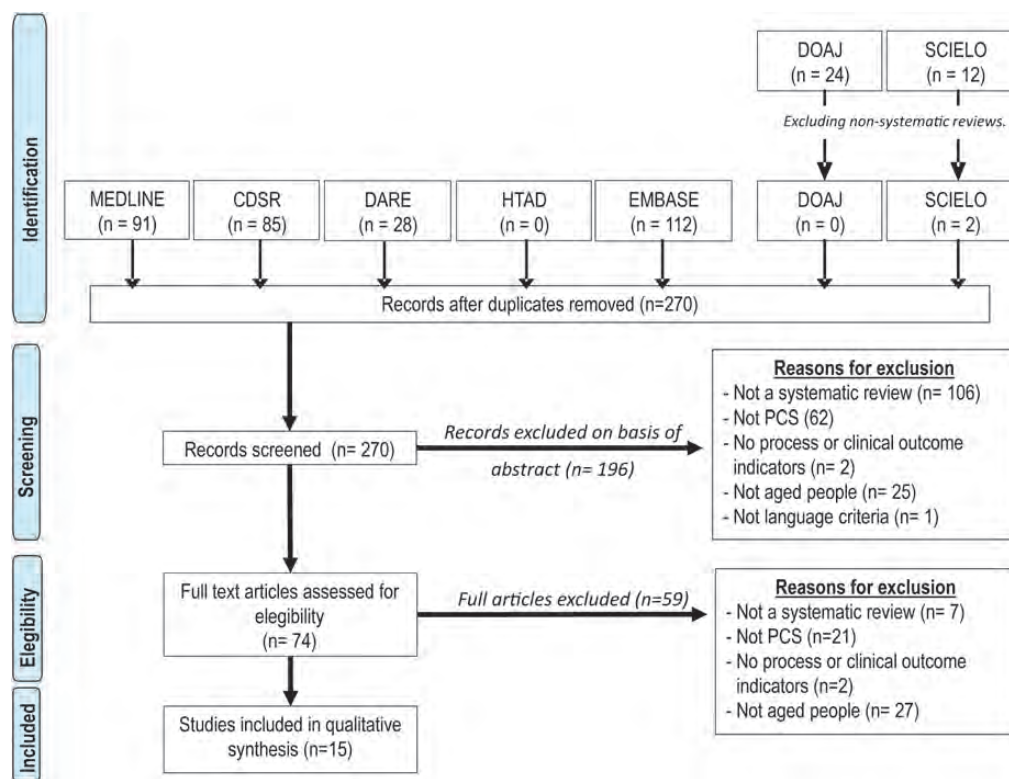 Identification
DOAJ
(n = 24)
SCIELO
(n = 12)
Excluding non-systematic reviews.
MEDLINE
(n = 91)
CDSR
(n = 85)
DARE
(n = 28)
HTAD
(n = 0)
EMBASE
(n = 112)
DOAJ
(n = 0)
SCIELO
(n = 2)
Records after duplicates removed (n=270)
Screening
Records screened (n = 270)
Records excluded on basis of
abstract (n= 196)
Reasons for exclusion
- Not a systematic review (n= 106)
- Not PCS (62)
- No process or clinical outcome
indicators (n= 2)
- Not aged people (n= 25)
- Not language criteria (n= 1)
Elegibility
Full text articles assessed for
elegibility
(n= 74)
Full articles excluded (n=59)
Reasons for exclusion
- Not a systematic review (n= 7)
- Not PCS (n=21)
- No process or clinical outcome
indicators (n=2)
- Not aged people (n= 27)
Included
Studies included in qualitative
synthesis (n=15)